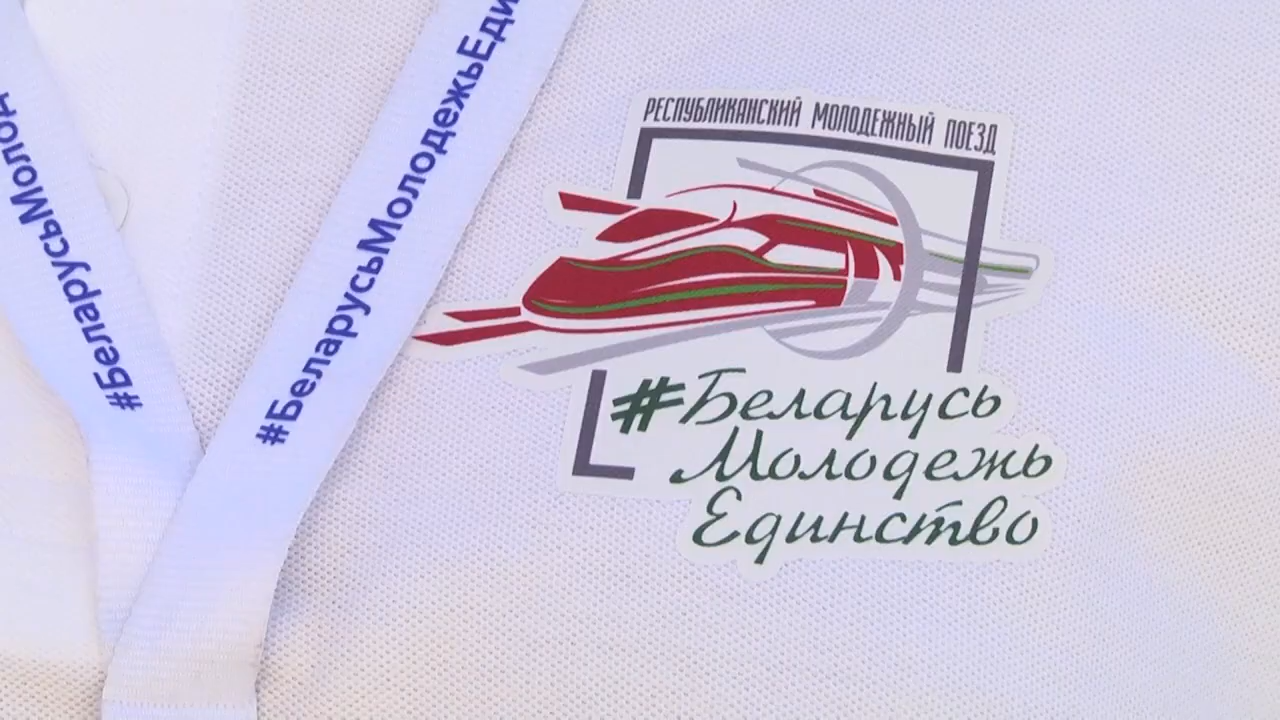 #БеларусьМолод
#БеларусьМолодежьЕди
РЕСПУБЛИКАНСКИЙ МОЛОДЕЖНЫЙ ПОЕЗД
#Беларусь
Молодежь
Единство